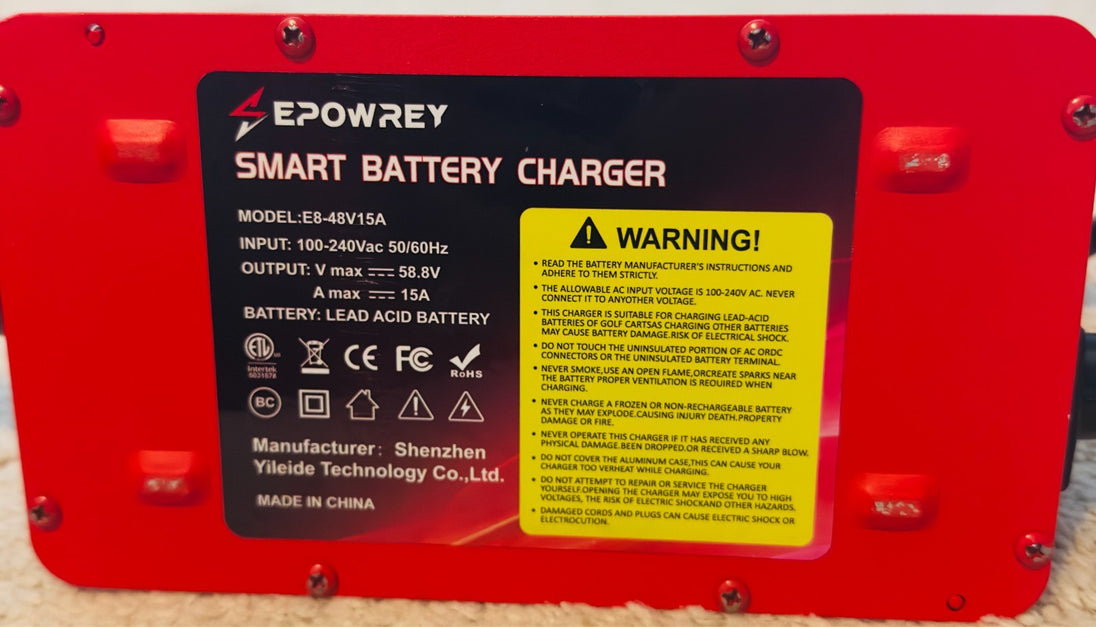 EPOWREY
SMART BATTERY CHARGER
MODEL:E8-48V15A
INPUT: 100-240Vac 50/60Hz
OUTPUT: V max 58.8V
A max 15A
BATTERY: LEAD ACID BATTERY
ETL
us
Intertek
5031678
CE
FC
RoHS
BC
Manufacturer: Shenzhen
Yileide Technology Co.,Ltd.
MADE IN CHINA
WARNING!
• READ THE BATTERY MANUFACTURER'S INSTRUCTIONS AND
ADHERE TO THEM STRICTLY.
• THE ALLOWABLE AC INPUT VOLTAGE IS 100-240V AC. NEVER
CONNECT IT TO ANYOTHER VOLTAGE.
• THIS CHARGER IS SUITABLE FOR CHARGING LEAD-ACID
BATTERIES OF GOLF CARTSAS CHARGING OTHER BATTERIES
MAY CAUSE BATTERY DAMAGE.RISK OF ELECTRICAL SHOCK.
• DO NOT TOUCH THE UNINSULATED PORTION OF AC ORDC
CONNECTORS OR THE UNINSULATED BATTERY TERMINAL.
• NEVER SMOKE,USE AN OPEN FLAME,ORCREATE SPARKS NEAR
THE BATTERY PROPER VENTILATION IS REOUIRED WHEN
CHARGING.
• NEVER CHARGE A FROZEN OR NON-RECHARGEABLE BATTERY
AS THEY MAY EXPLODE.CAUSING INJURY DEATH.PROPERTY
DAMAGE OR FIRE.
• NEVER OPERATE THIS CHARGER IF IT HAS RECEIVED ANY
PHYSICAL DAMAGE.BEEN DROPPED.OR RECEIVED A SHARP BLOW.
• DO NOT COVER THE ALUMINUM CASE,THIS CAN CAUSE YOUR
CHARGER TOO VERHEAT WHILE CHARGING.
• DO NOT ATTEMPT TO REPAIR OR SERVICE THE CHARGER
YOURSELF.OPENING THE CHARGER MAY EXPOSE YOU TO HIGH
VOLTAGES, THE RISK OF ELECTRIC SHOCKAND OTHER HAZARDS.
• DAMAGED CORDS AND PLUGS CAN CAUSE ELECTRIC SHOCK OR
ELECTROCUTION.